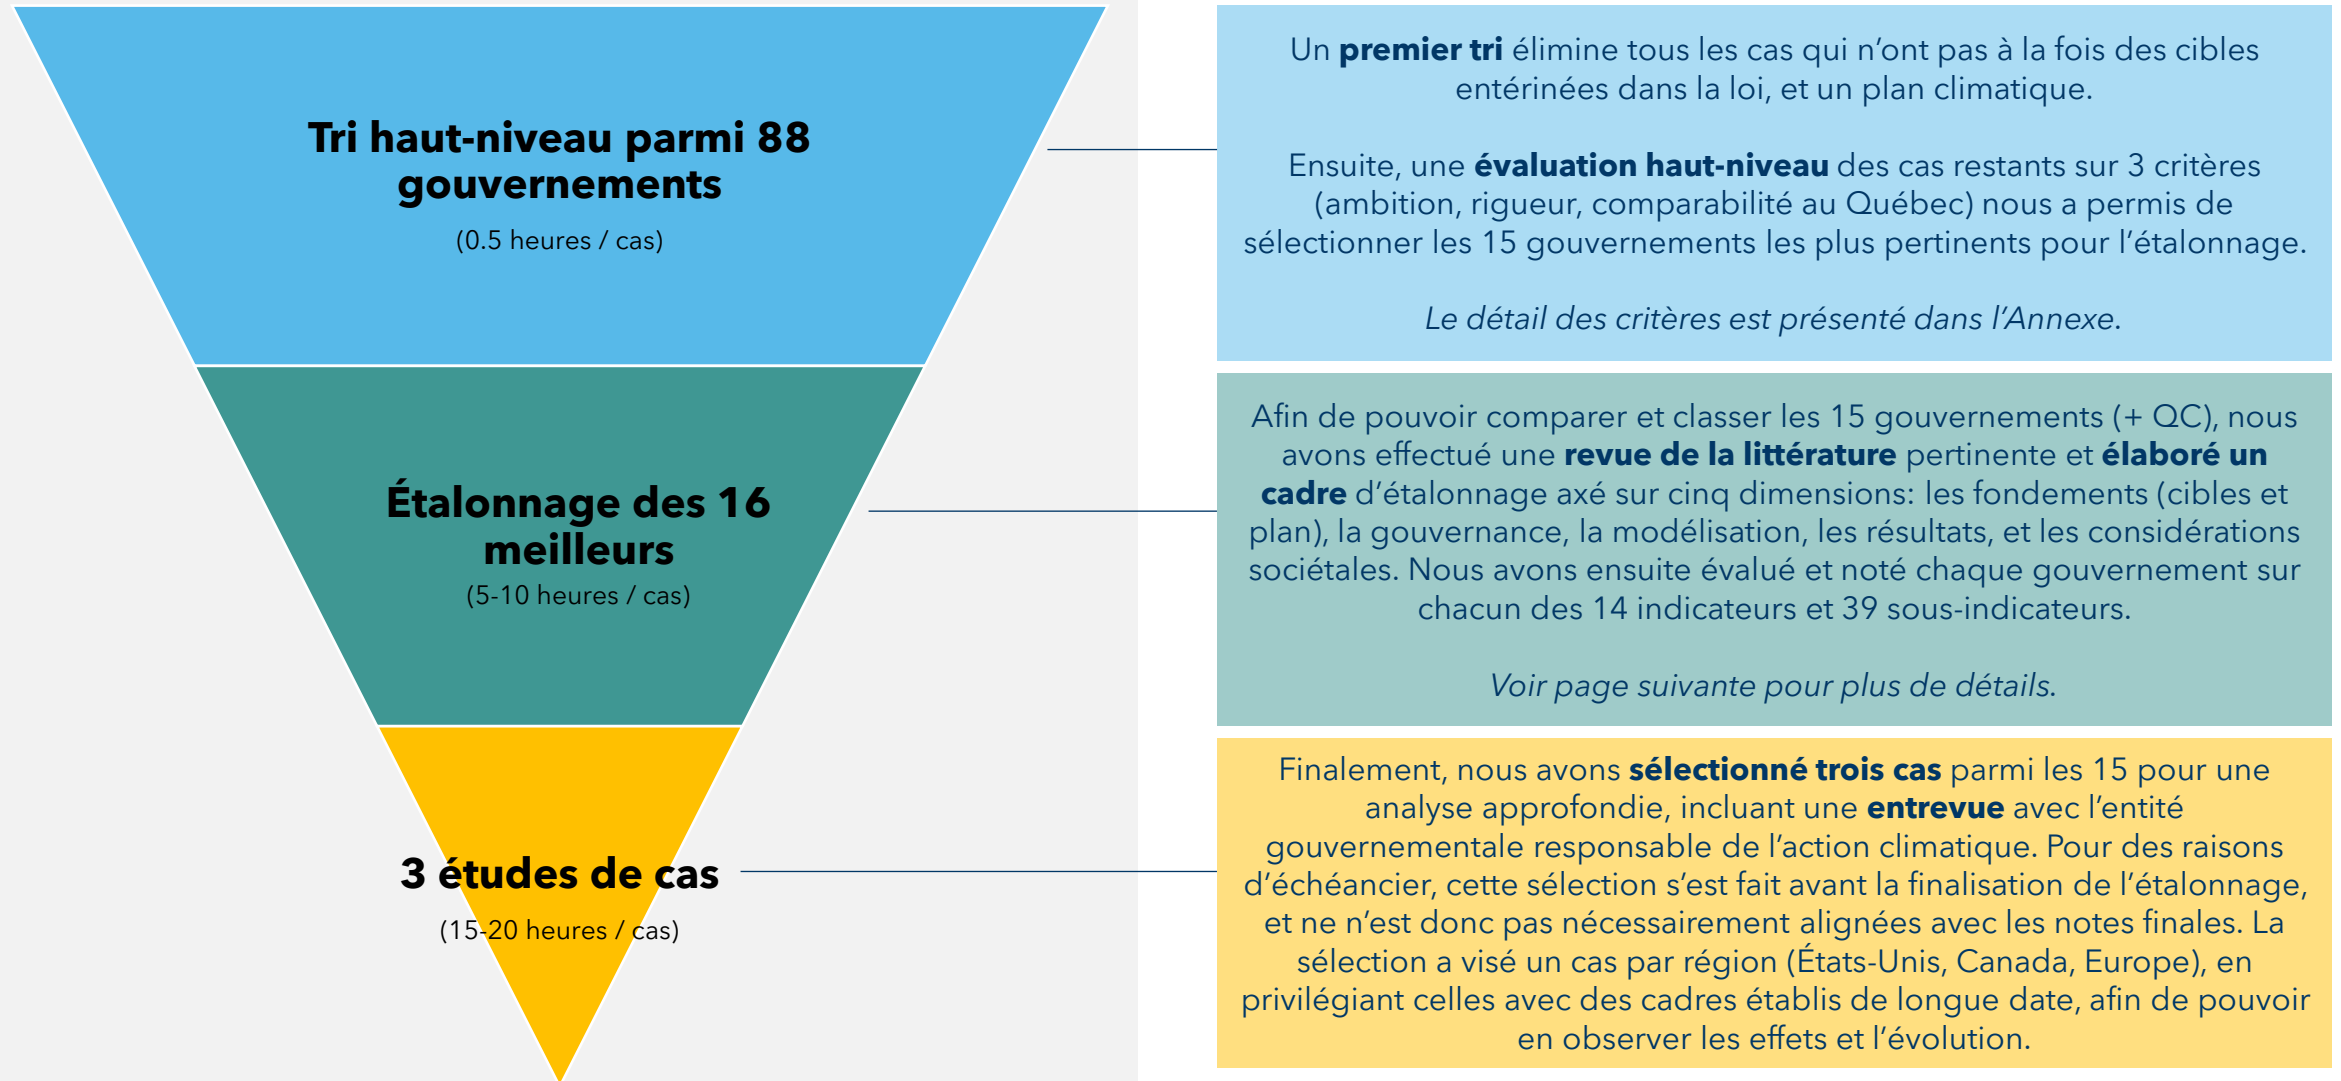 Tri haut-niveau parmi 88
gouvernements
(0.5 heures / cas)
Un premier tri élimine tous les cas qui n'ont pas à la fois des cibles
entérinées dans la loi, et un plan climatique.
Ensuite, une évaluation haut-niveau des cas restants sur 3 critères
(ambition, rigueur, comparabilité au Québec) nous a permis de
sélectionner les 15 gouvernements les plus pertinents pour l'étalonnage.
Le détail des critères est présenté dans l'Annexe.
Étalonnage des 16
meilleurs
(5-10 heures / cas)
Afin de pouvoir comparer et classer les 15 gouvernements (+ QC), nous
avons effectué une revue de la littérature pertinente et élaboré un
cadre d'étalonnage axé sur cinq dimensions: les fondements (cibles et
plan), la gouvernance, la modélisation, les résultats, et les considérations
sociétales. Nous avons ensuite évalué et noté chaque gouvernement sur
chacun des 14 indicateurs et 39 sous-indicateurs.
Voir page suivante pour plus de détails.
3 études de cas
(15-20 heures / cas)
Finalement, nous avons sélectionné trois cas parmi les 15 pour une
analyse approfondie, incluant une entrevue avec l'entité
gouvernementale responsable de l'action climatique. Pour des raisons
d'échéancier, cette sélection s'est fait avant la finalisation de l'étalonnage,
et ne n'est donc pas nécessairement alignées avec les notes finales. La
sélection a visé un cas par région (États-Unis, Canada, Europe), en
privilégiant celles avec des cadres établis de longue date, afin de pouvoir
en observer les effets et l'évolution.